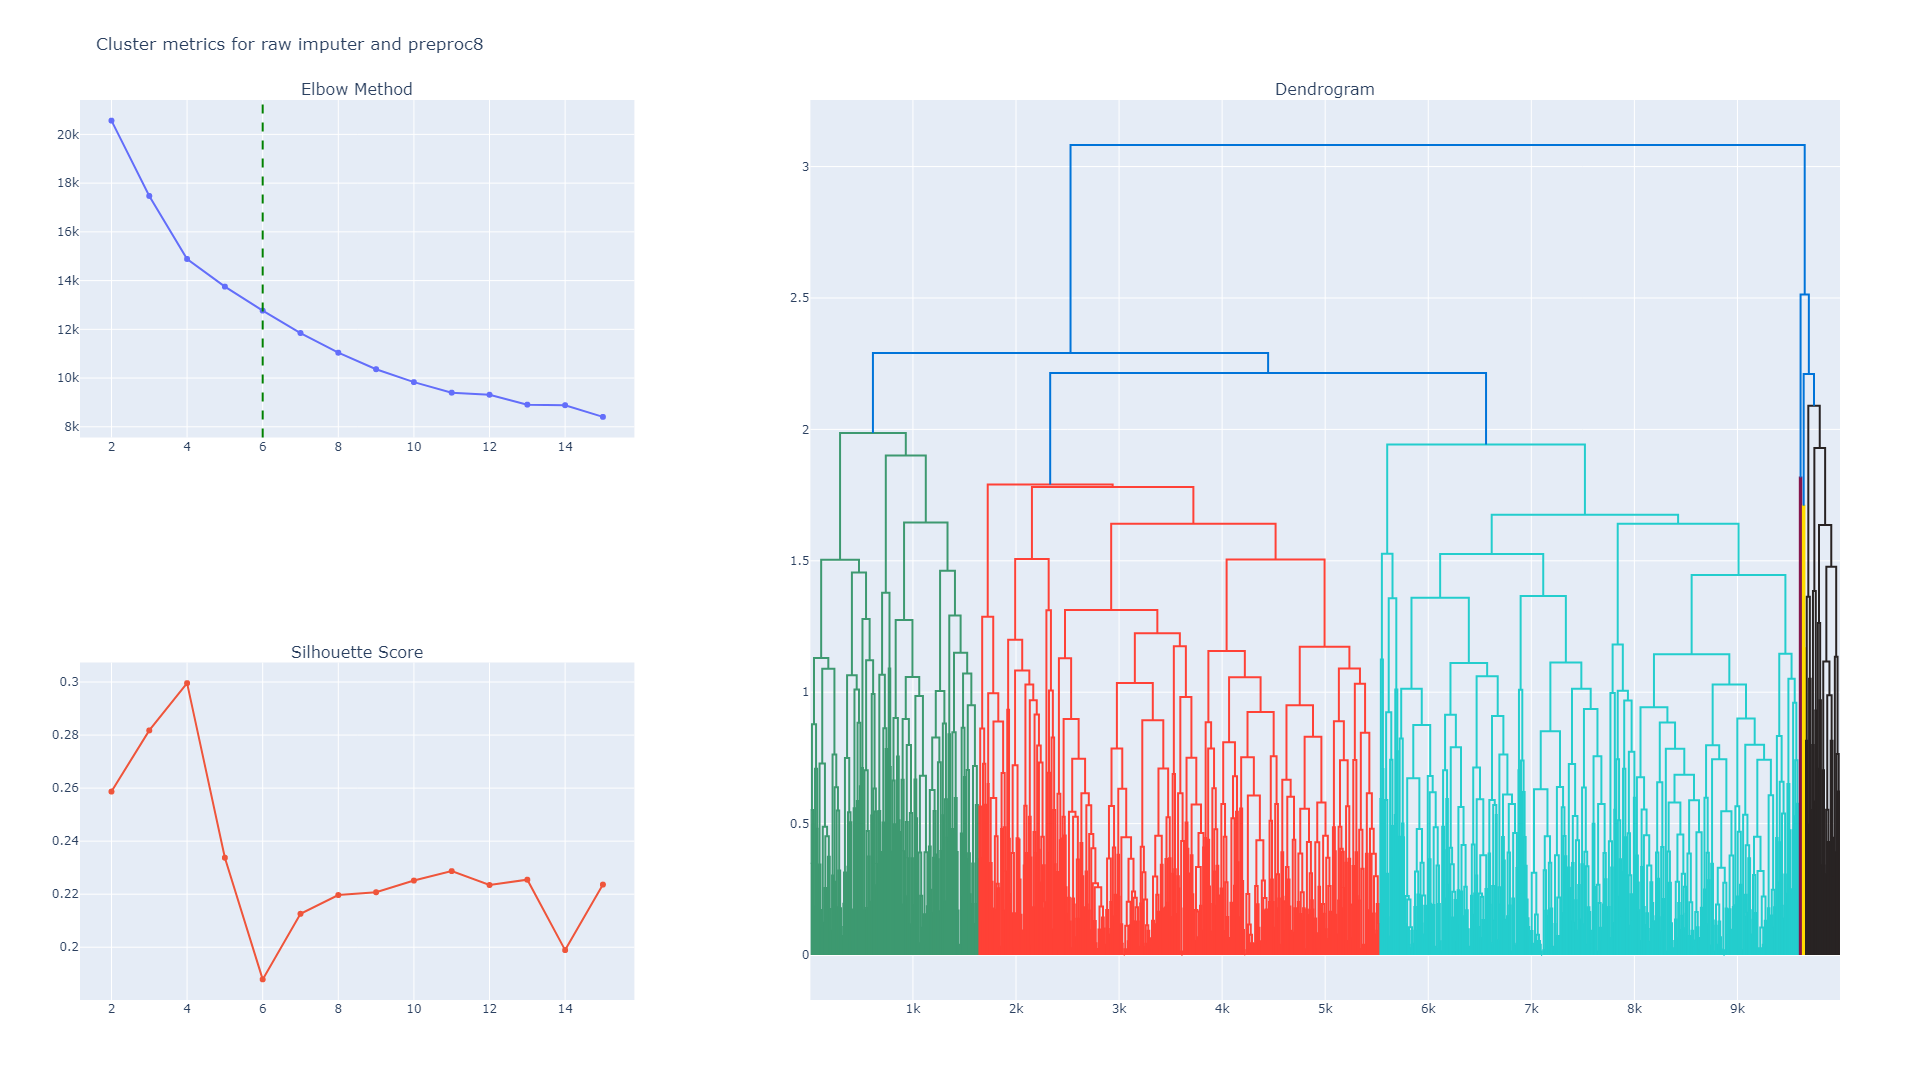 Cluster metrics for raw imputer and preproc8
Elbow Method
20k
18k
16k
14k
12k
10k
8k
2 4 6 8 10 12 14
Silhouette Score
0.3
0.28
0.26
0.24
0.22
0.2
2 4 6 8 10 12 14
Dendrogram
3
2.5
2
1.5
1
0.5
0
1k 2k 3k 4k 5k 6k 7k 8k 9k